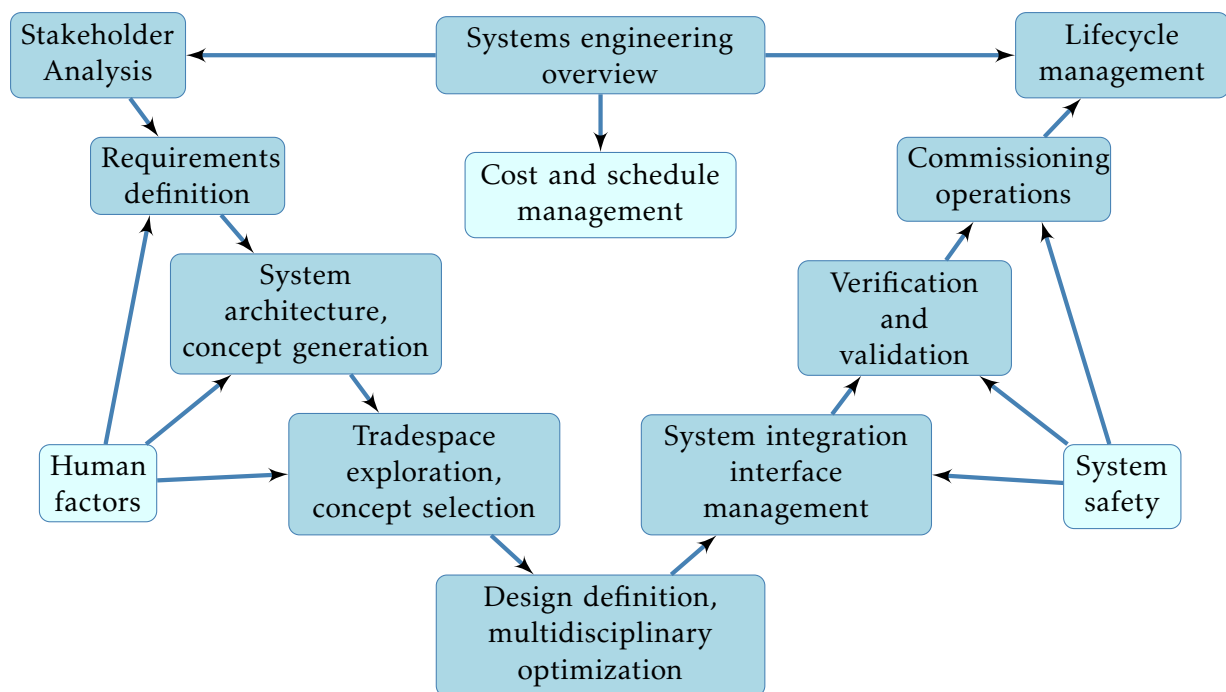 Stakeholder
Analysis
Systems engineering
overview
Lifecycle
management
Requirements
definition
Cost and schedule
management
Commissioning
operations
System
architecture,
concept generation
Verification
and
validation
Human
factors
Tradespace
exploration,
concept selection
System integration
interface
management
System
safety
Design definition,
multidisciplinary
optimization